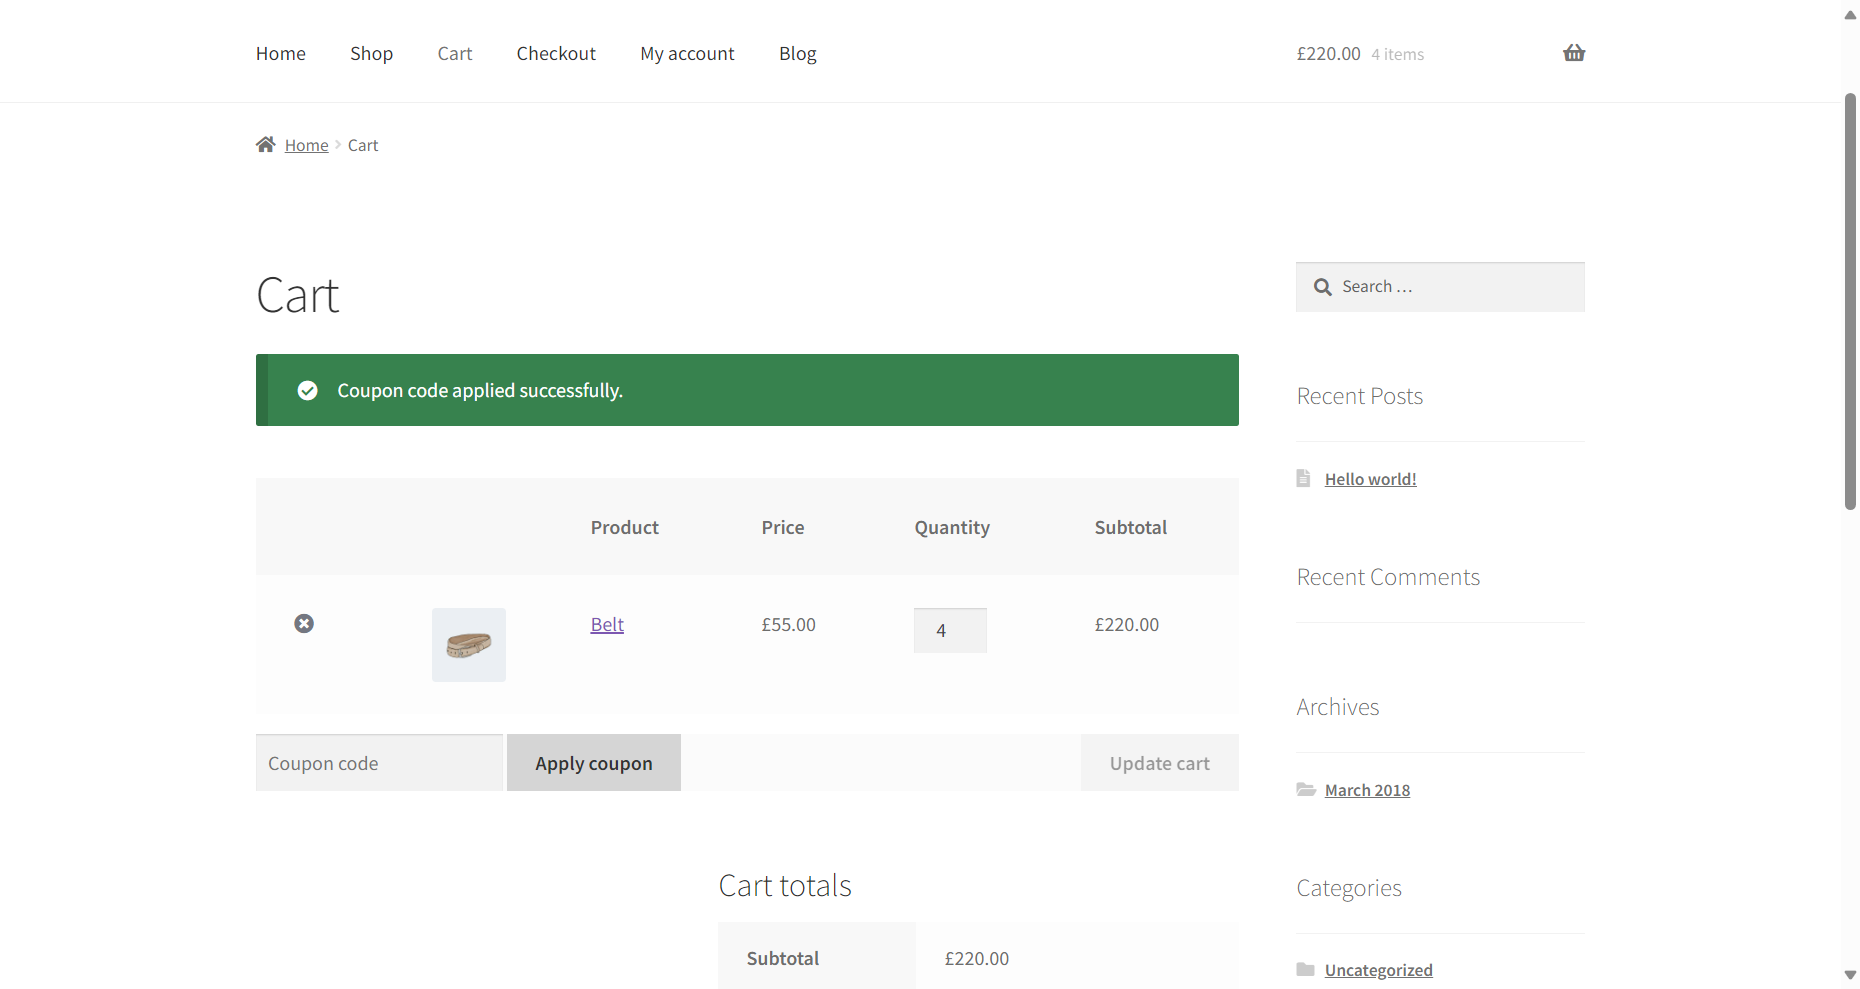 Home Shop Cart Checkout My account Blog £220.00 4 items
Home Cart
Cart
Search …
Coupon code applied successfully.
Product Price Quantity Subtotal
Belt £55.00 4 £220.00
Coupon code Apply coupon Update cart
Cart totals
Subtotal £220.00
Recent Posts
Hello world!
Recent Comments
Archives
March 2018
Categories
Uncategorized